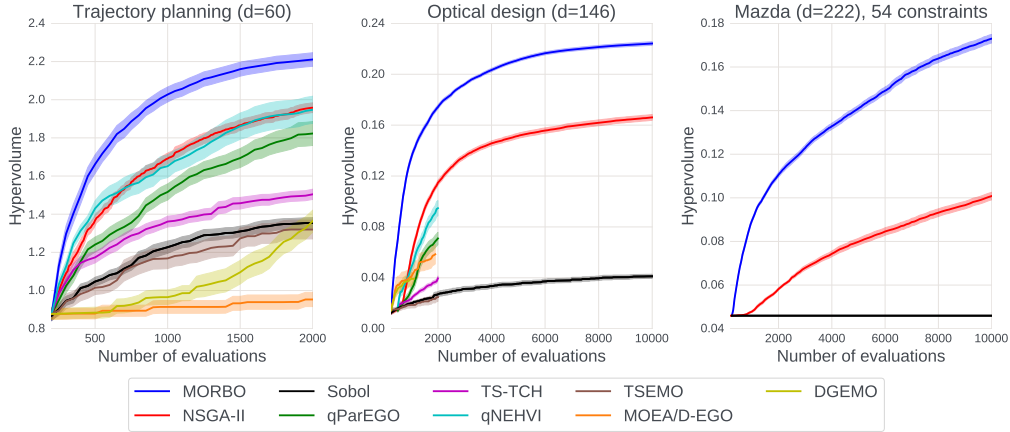 Trajectory planning (d=60)
Hypervolume
2.4
2.2
2.0
1.8
1.6
1.4
1.2
1.0
0.8
500
1000
1500
2000
Number of evaluations
Optical design (d=146)
Hypervolume
0.24
0.20
0.16
0.12
0.08
0.04
0.00
2000
4000
6000
8000
10000
Number of evaluations
Mazda (d=222), 54 constraints
Hypervolume
0.18
0.16
0.14
0.12
0.10
0.08
0.06
0.04
2000
4000
6000
8000
10000
Number of evaluations
MORBO
Sobol
TS-TCH
TSEMO
DGEMO
NSGA-II
qParEGO
qNEHVI
MOEA/D-EGO